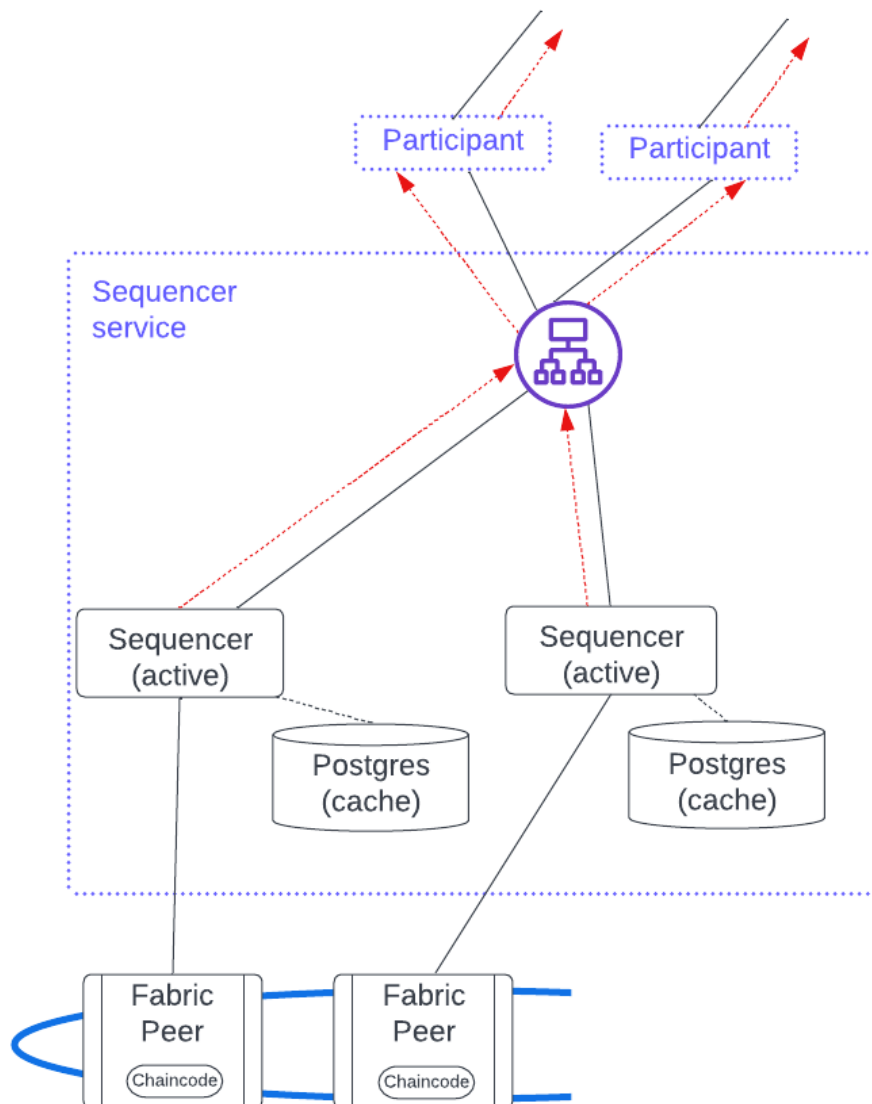 Participant
Participant
Sequencer
service
Sequencer
(active)
Sequencer
(active)
Postgres
(cache)
Postgres
(cache)
Fabric
Peer
Chaincode
Fabric
Peer
Chaincode